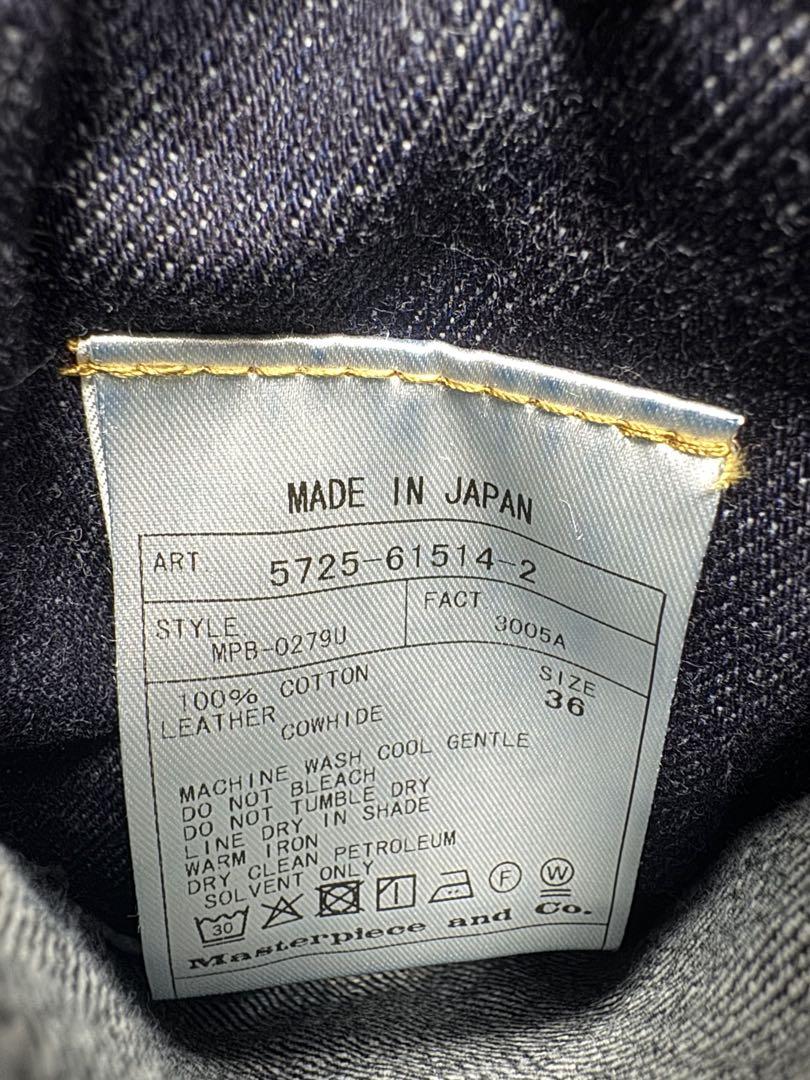 MADE IN JAPAN
ART. 5725-61514-2
STYLE MPB-0279U
FACT. 3005A
100% COTTON
LEATHER COWHIDE
SIZE
36
MACHINE WASH COOL GENTLE
DO NOT BLEACH
DO NOT TUMBLE DRY
LINE DRY IN SHADE
WARM IRON
DRY CLEAN PETROLEUM
SOLVENT ONLY
30 F W
Masterpiece and Co.